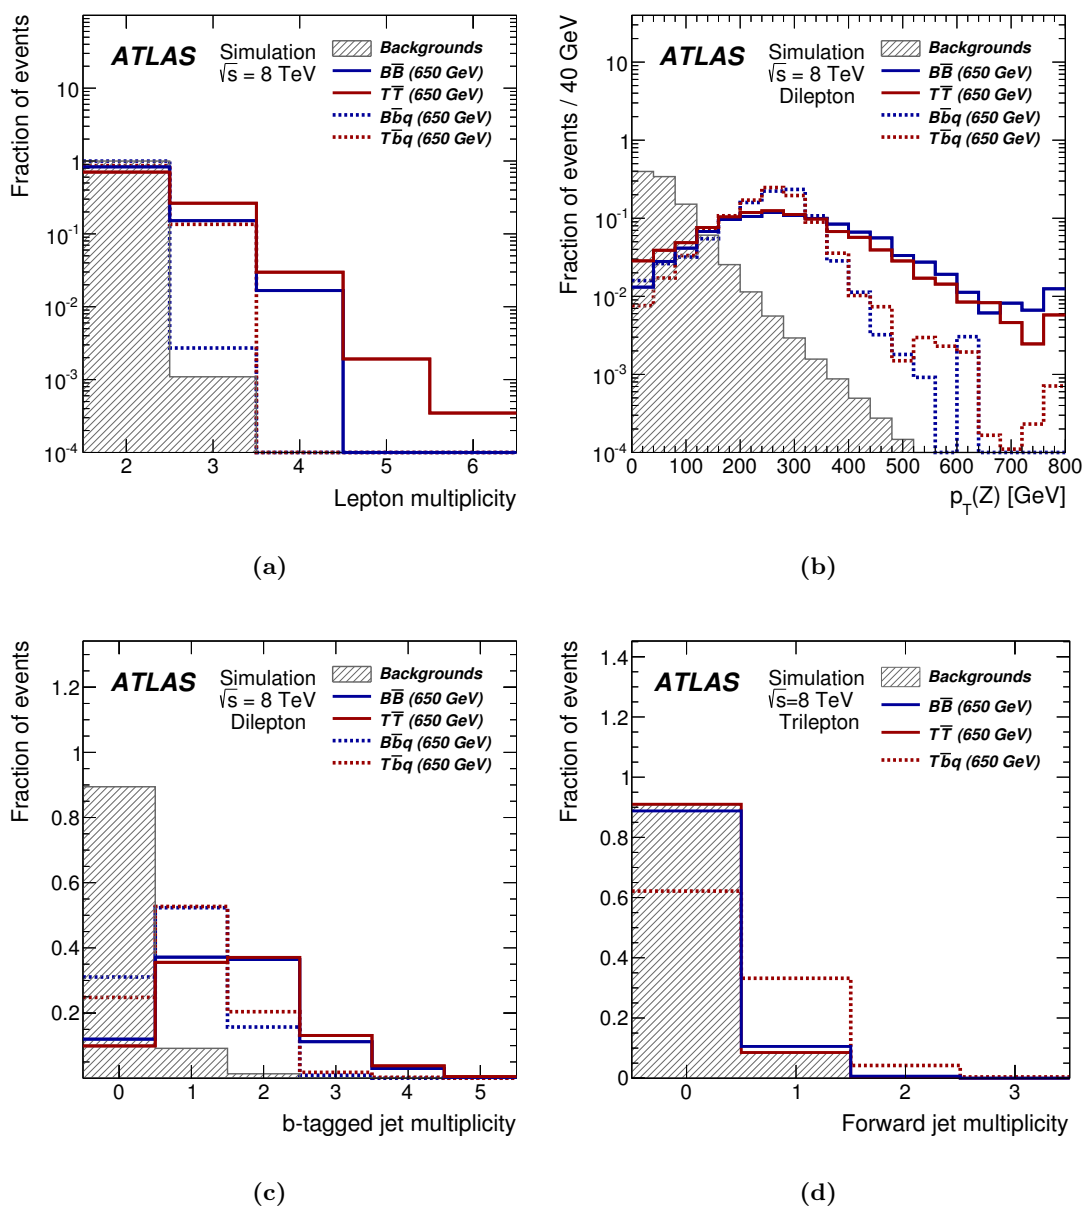 Fraction of events
ATLAS Simulation
√s = 8 TeV
Backgrounds
BB̅ (650 GeV)
TT̅ (650 GeV)
Bb̅q (650 GeV)
Tb̅q (650 GeV)
10
1
10⁻¹
10⁻²
10⁻³
10⁻⁴
2 3 4 5 6
Lepton multiplicity
(a)
Fraction of events / 40 GeV
ATLAS Simulation
√s = 8 TeV
Dilepton
Backgrounds
BB̅ (650 GeV)
TT̅ (650 GeV)
Bb̅q (650 GeV)
Tb̅q (650 GeV)
10
1
10⁻¹
10⁻²
10⁻³
10⁻⁴
0 100 200 300 400 500 600 700 800
p_T(Z) [GeV]
(b)
Fraction of events
ATLAS Simulation
√s = 8 TeV
Dilepton
Backgrounds
BB̅ (650 GeV)
TT̅ (650 GeV)
Bb̅q (650 GeV)
Tb̅q (650 GeV)
1.2
1
0.8
0.6
0.4
0.2
0 1 2 3 4 5
b-tagged jet multiplicity
(c)
Fraction of events
ATLAS Simulation
√s=8 TeV
Trilepton
Backgrounds
BB̅ (650 GeV)
TT̅ (650 GeV)
Tb̅q (650 GeV)
1.4
1.2
1
0.8
0.6
0.4
0.2
0
0 1 2 3
Forward jet multiplicity
(d)